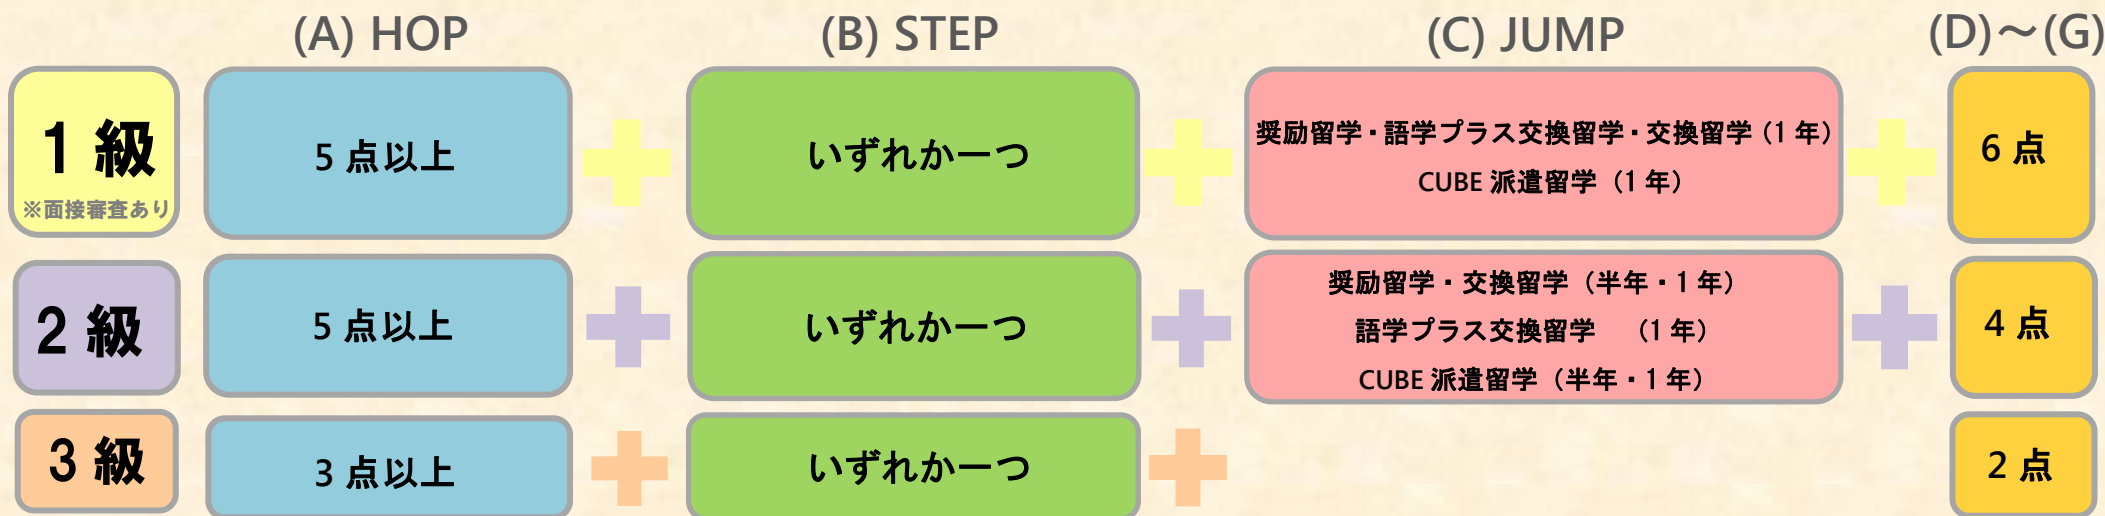 (A) HOP
(B) STEP
(C) JUMP
(D)～(G)
1 級
※面接審査あり
5 点以上
いずれか一つ
奨励留学・語学プラス交換留学・交換留学（1 年）
CUBE 派遣留学（1 年）
6 点
2 級
5 点以上
いずれか一つ
奨励留学・交換留学（半年・1 年）
語学プラス交換留学　（1 年）
CUBE 派遣留学（半年・1 年）
4 点
3 級
3 点以上
いずれか一つ
2 点